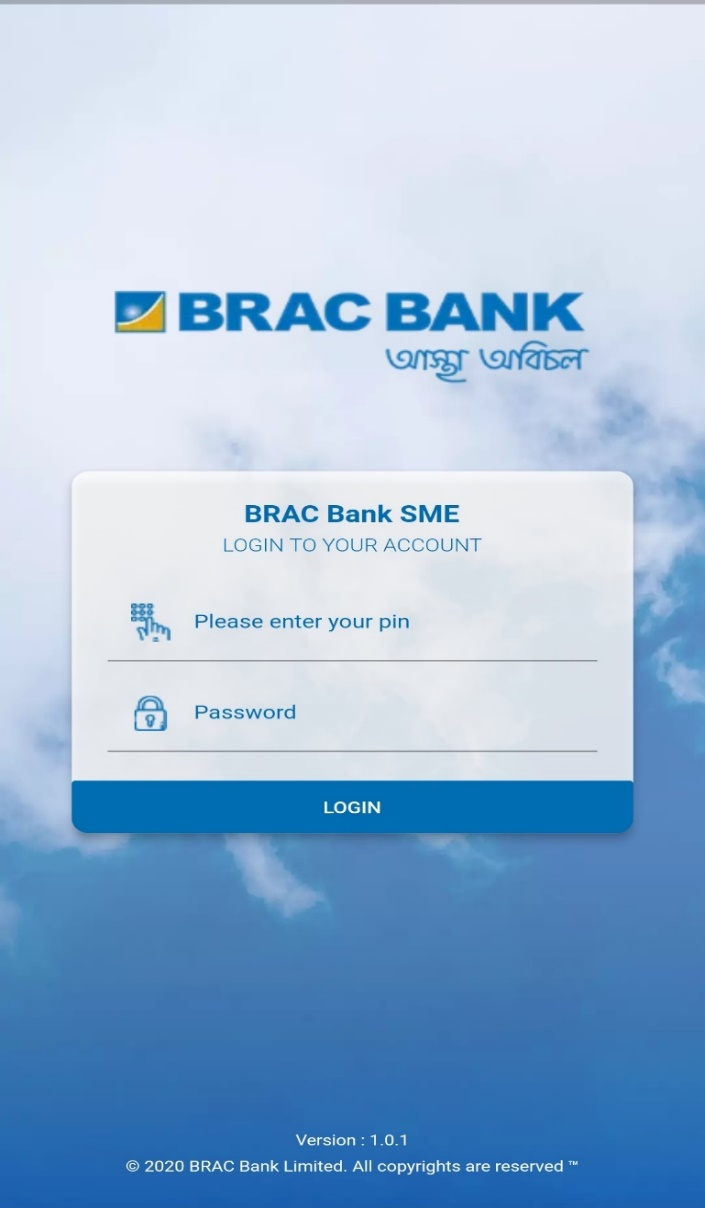 BRAC BANK
আস্থা অবিচল
BRAC Bank SME
LOGIN TO YOUR ACCOUNT
Please enter your pin
Password
LOGIN
Version : 1.0.1
© 2020 BRAC Bank Limited. All copyrights are reserved ™